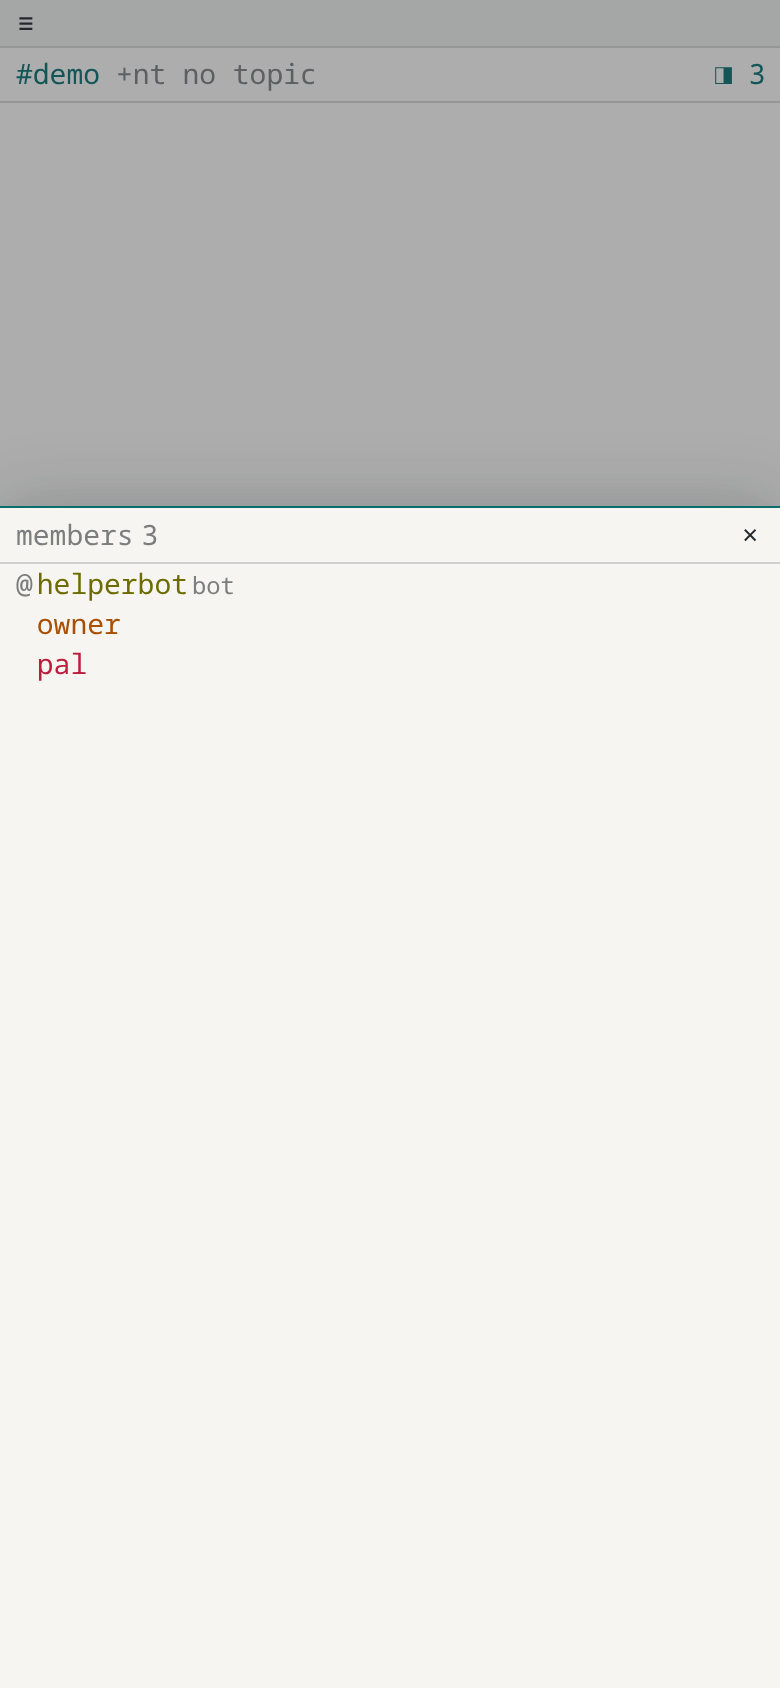 ≡
#demo +nt no topic ◨ 3
members 3 ×
@helperbot bot
owner
pal